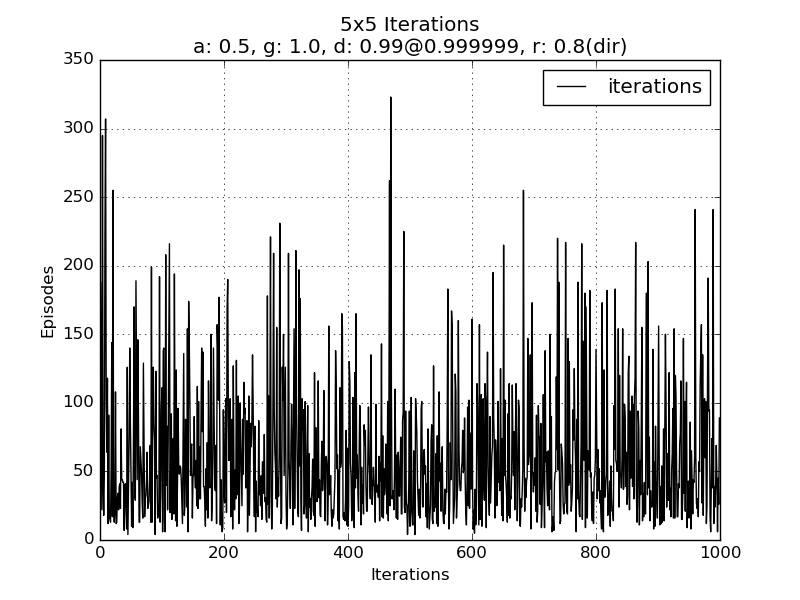 5x5 Iterations
a: 0.5, g: 1.0, d: 0.99@0.999999, r: 0.8(dir)
iterations
350
300
250
200
150
100
50
0
Episodes
0 200 400 600 800 1000
Iterations